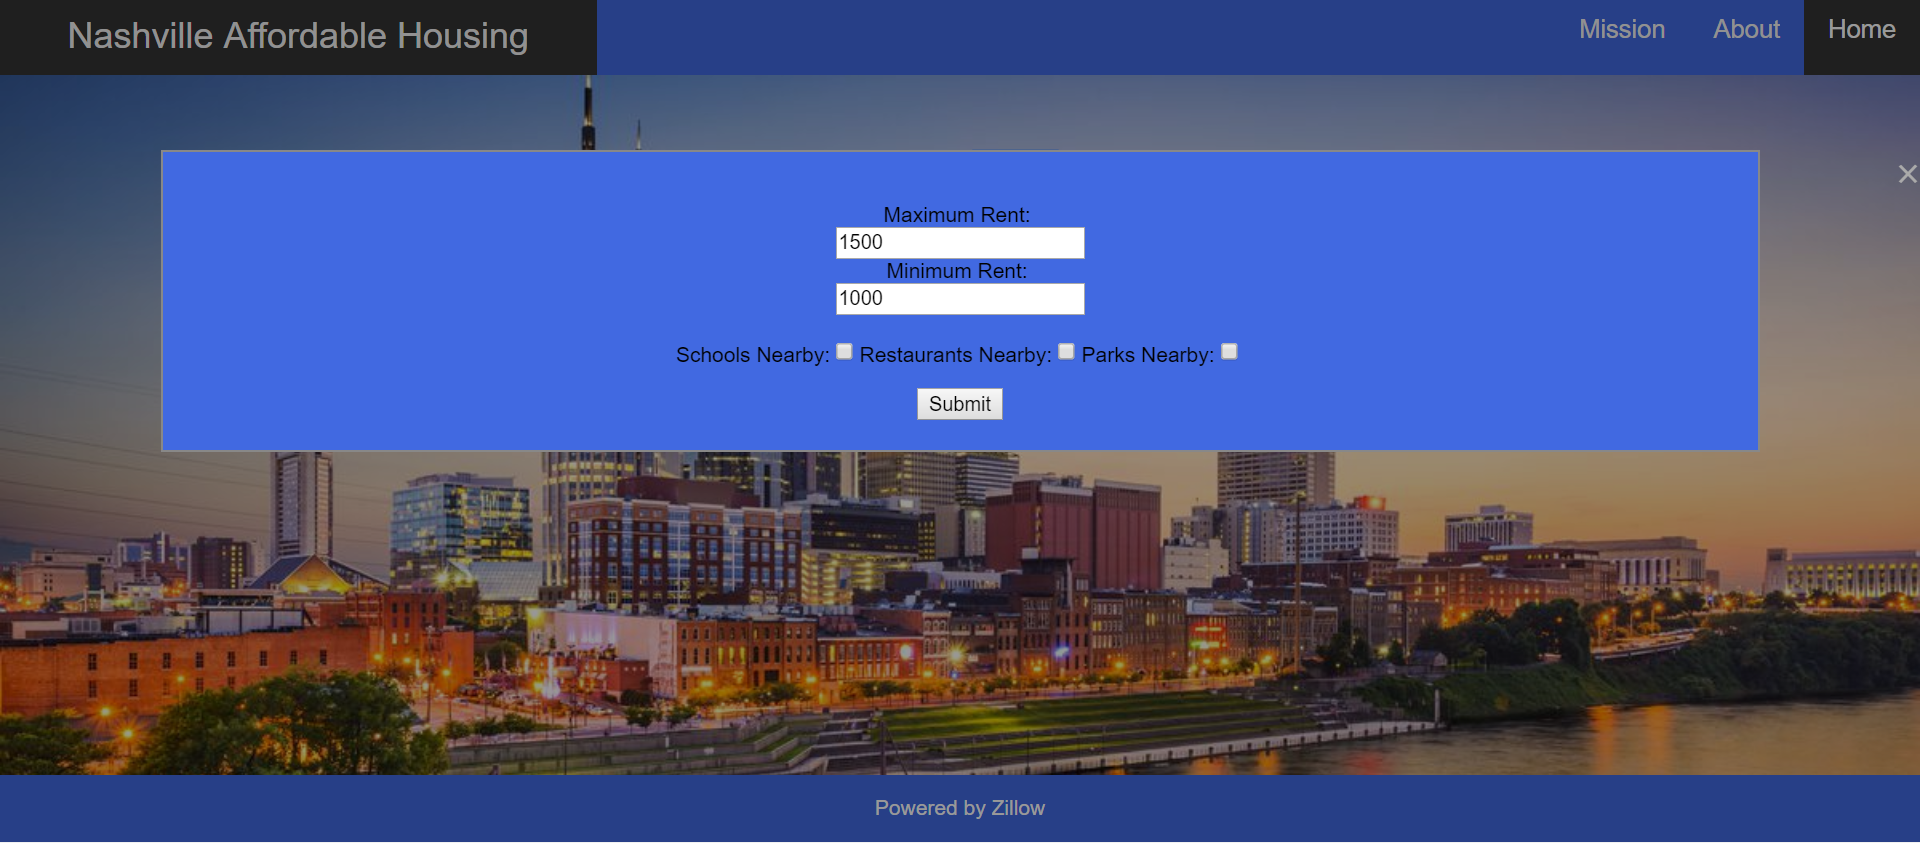 Nashville Affordable Housing
Mission About Home
×
Maximum Rent:
1500
Minimum Rent:
1000
Schools Nearby: Restaurants Nearby: Parks Nearby:
Submit
Powered by Zillow